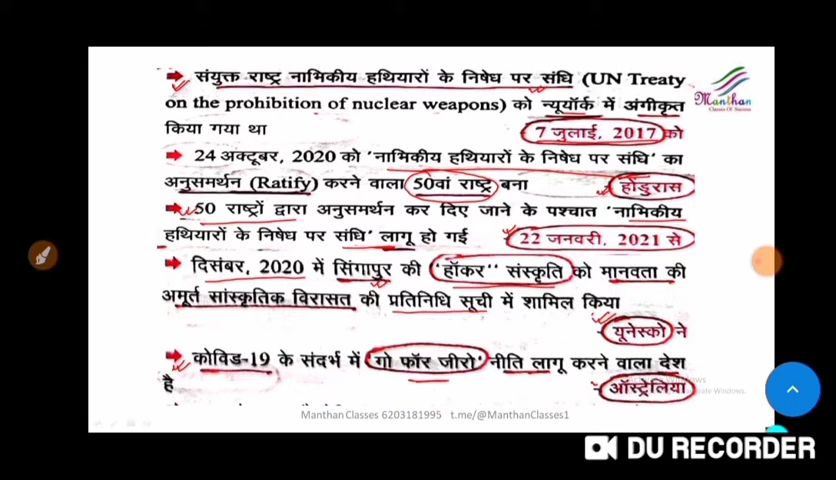 ➡ संयुक्त राष्ट्र नामिकीय हथियारों के निषेध पर संधि (UN Treaty
on the prohibition of nuclear weapons) को न्यूयॉर्क में अंगीकृत
किया गया था 7 जुलाई, 2017 को
Manthan
Classes Of Success
➡ 24 अक्टूबर, 2020 को 'नामिकीय हथियारों के निषेध पर संधि' का
अनुसमर्थन (Ratify) करने वाला 50वां राष्ट्र बना होंडुरास
➡ 50 राष्ट्रों द्वारा अनुसमर्थन कर दिए जाने के पश्चात 'नामिकीय
हथियारों के निषेध पर संधि' लागू हो गई 22 जनवरी, 2021 से
➡ दिसंबर, 2020 में सिंगापुर की 'हॉकर'' संस्कृति को मानवता की
अमूर्त सांस्कृतिक विरासत की प्रतिनिधि सूची में शामिल किया
यूनेस्को ने
➡ कोविड-19 के संदर्भ में 'गो फॉर जीरो' नीति लागू करने वाला देश
है ऑस्ट्रेलिया
Manthan Classes 6203181995 t.me/@ManthanClasses1
DU RECORDER